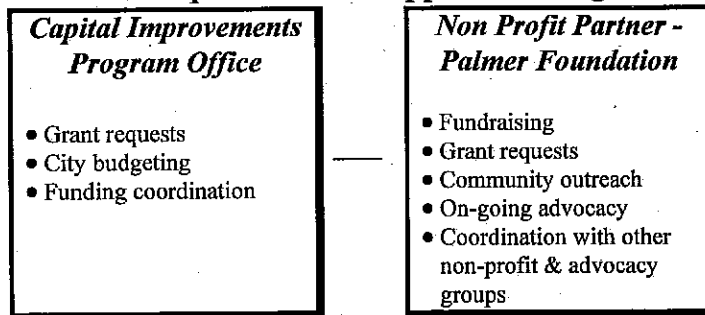 Capital Improvements
Program Office
• Grant requests
• City budgeting
• Funding coordination
Non Profit Partner -
Palmer Foundation
• Fundraising
• Grant requests
• Community outreach
• On-going advocacy
• Coordination with other
non-profit & advocacy
groups